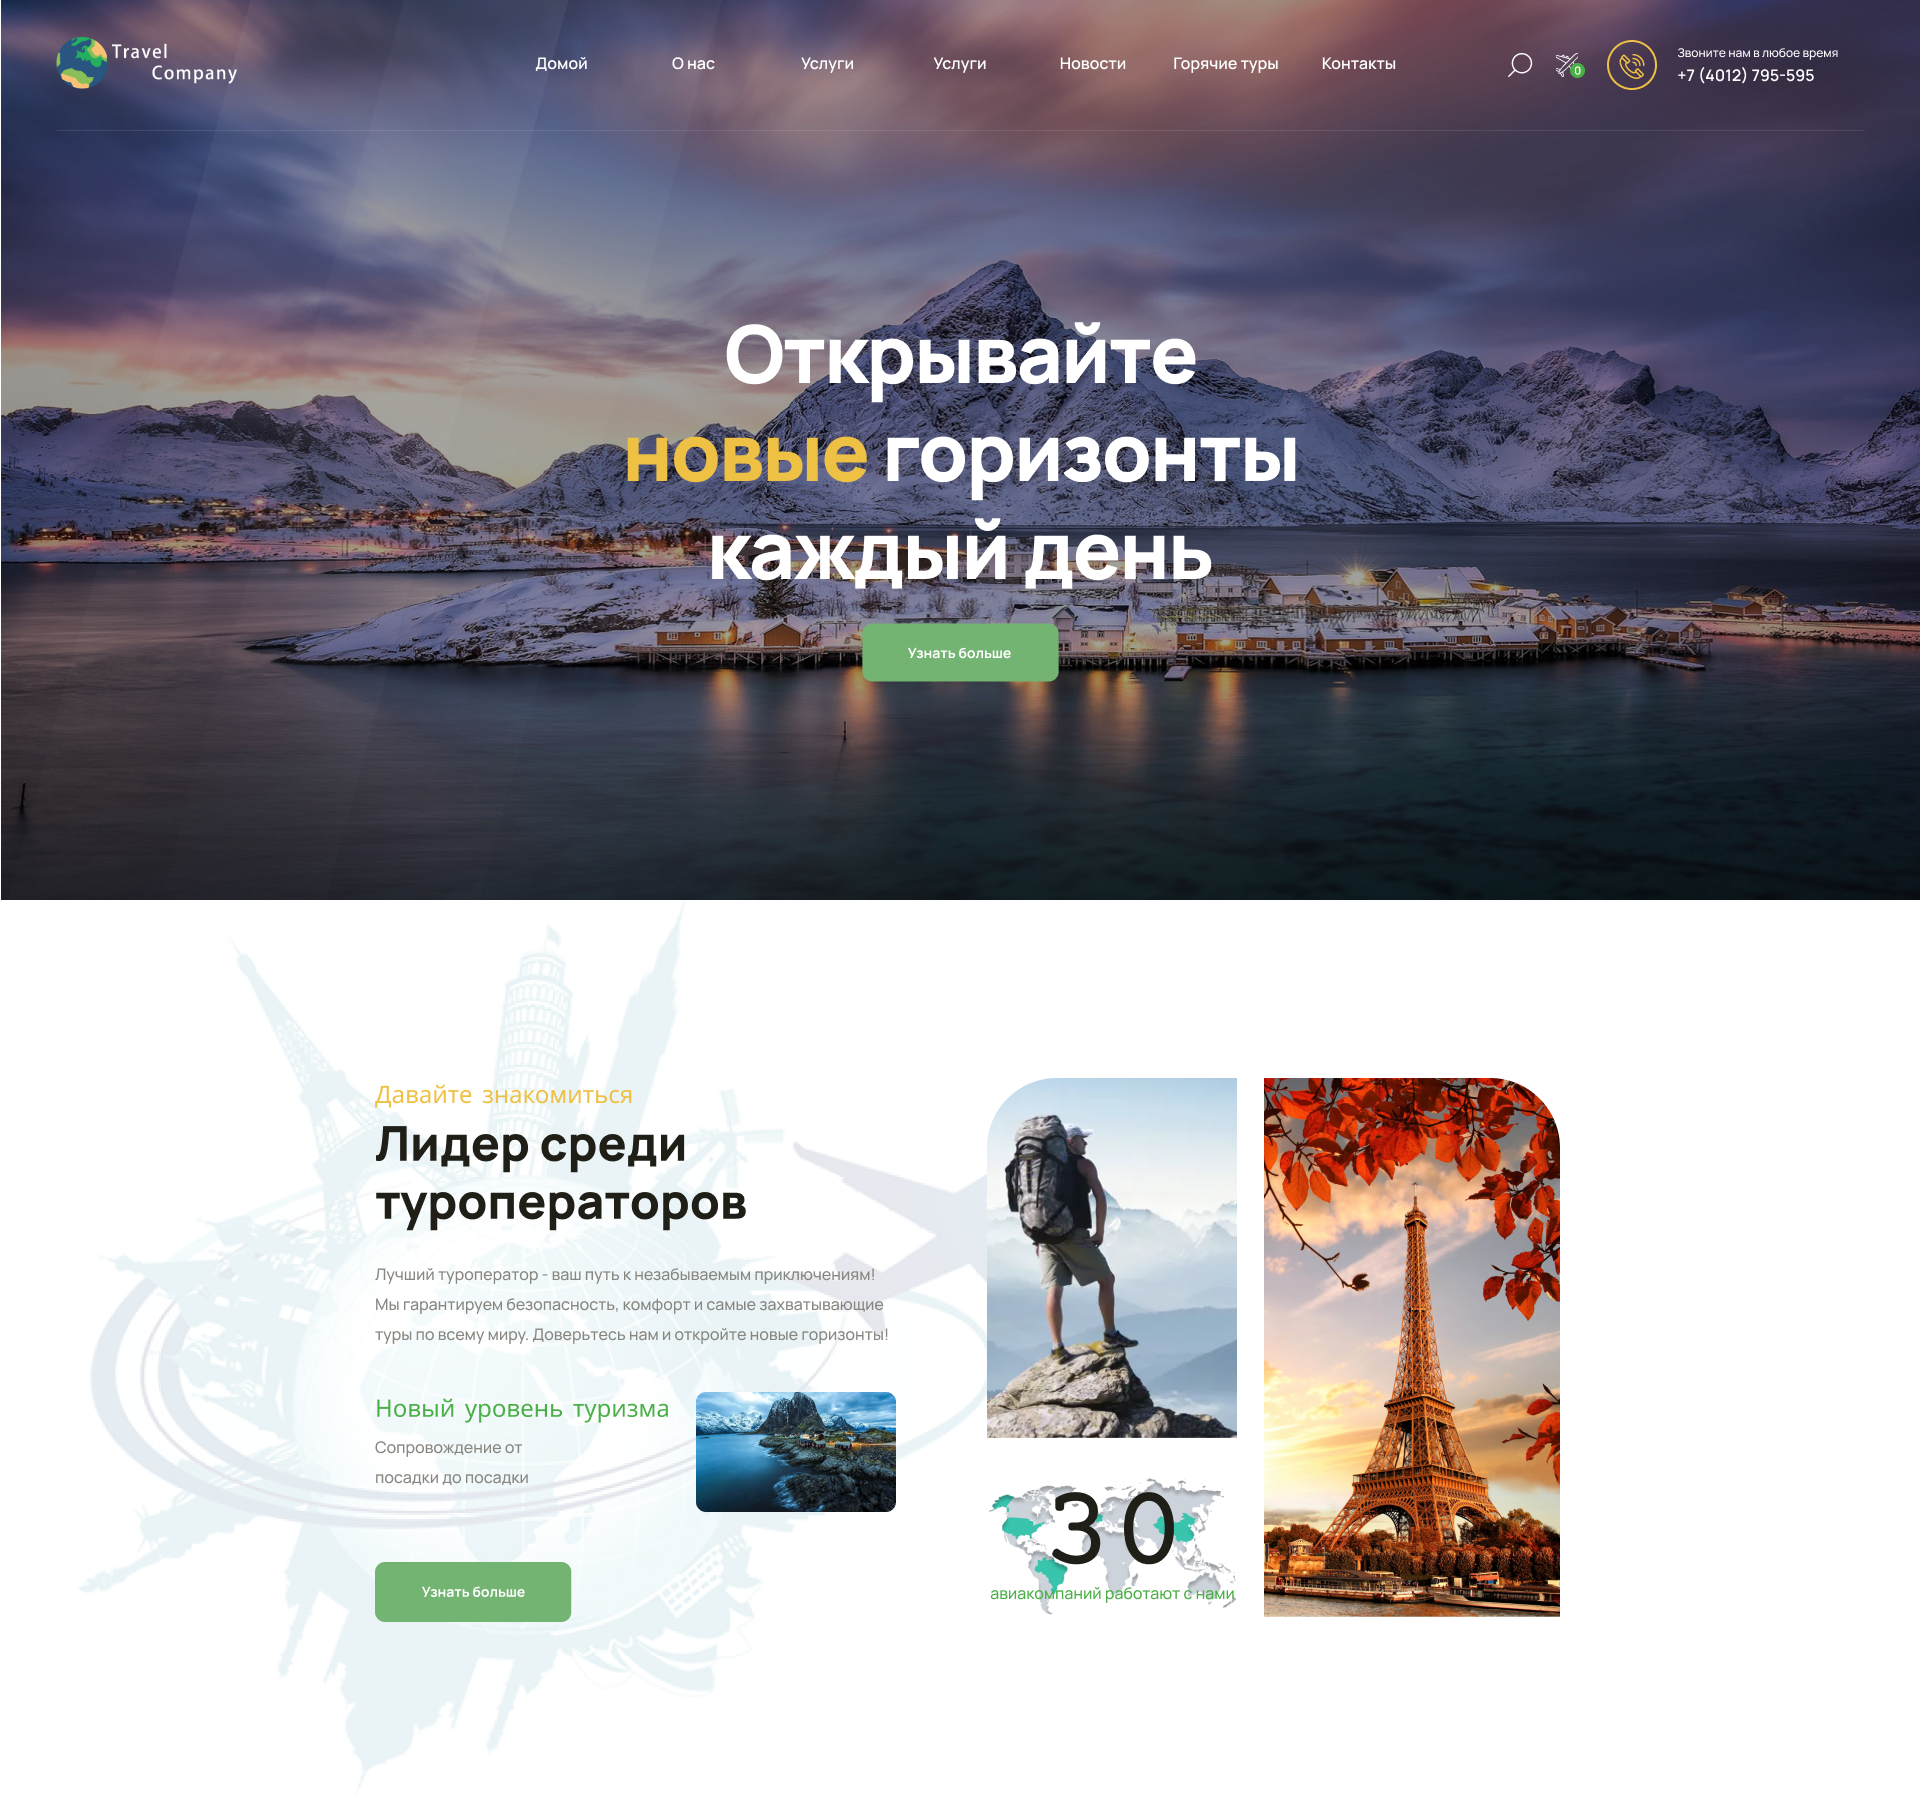 Travel
Company
Домой
О нас
Услуги
Услуги
Новости
Горячие туры
Контакты
0
Звоните нам в любое время
+7 (4012) 795-595
Открывайте
новые горизонты
каждый день
Узнать больше
Давайте знакомиться
Лидер среди
туроператоров
Лучший туроператор - ваш путь к незабываемым приключениям!
Мы гарантируем безопасность, комфорт и самые захватывающие
туры по всему миру. Доверьтесь нам и откройте новые горизонты!
Новый уровень туризма
Сопровождение от
посадки до посадки
Узнать больше
30
авиакомпаний работают с нами